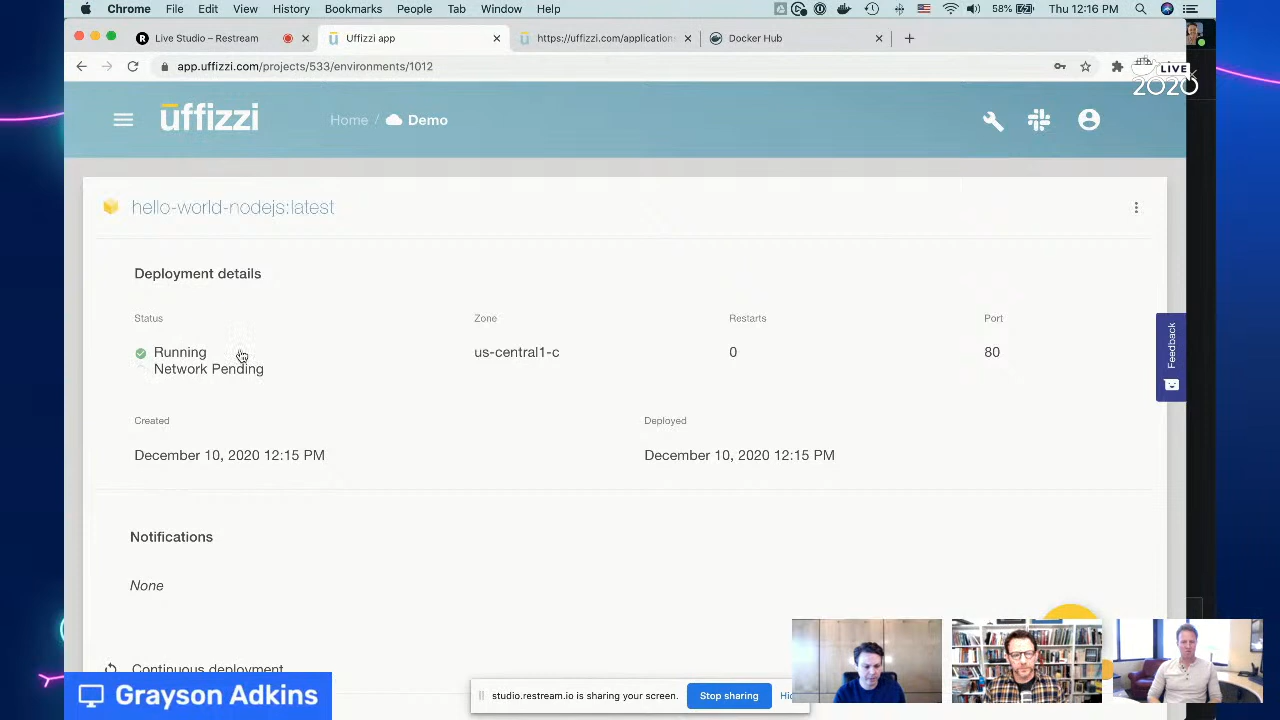 Chrome File Edit View History Bookmarks People Tab Window Help 58% Thu 12:16 PM
Live Studio – Restream Uffizzi app https://uffizzi.com/application Docker Hub
app.uffizzi.com/projects/533/environments/1012
LIVE
2020
uffizzi Home / Demo
hello-world-nodejs:latest
Deployment details
Status Zone Restarts Port
Running us-central1-c 0 80
Network Pending
Feedback
Created Deployed
December 10, 2020 12:15 PM December 10, 2020 12:15 PM
Notifications
None
Continuous deployment
studio.restream.io is sharing your screen. Stop sharing Hid
Grayson Adkins